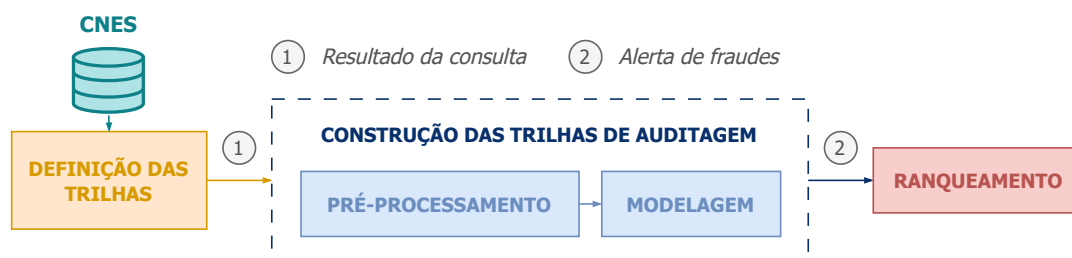 CNES
1 Resultado da consulta
2 Alerta de fraudes
DEFINIÇÃO DAS
TRILHAS
1
CONSTRUÇÃO DAS TRILHAS DE AUDITAGEM
PRÉ-PROCESSAMENTO
MODELAGEM
2
RANQUEAMENTO